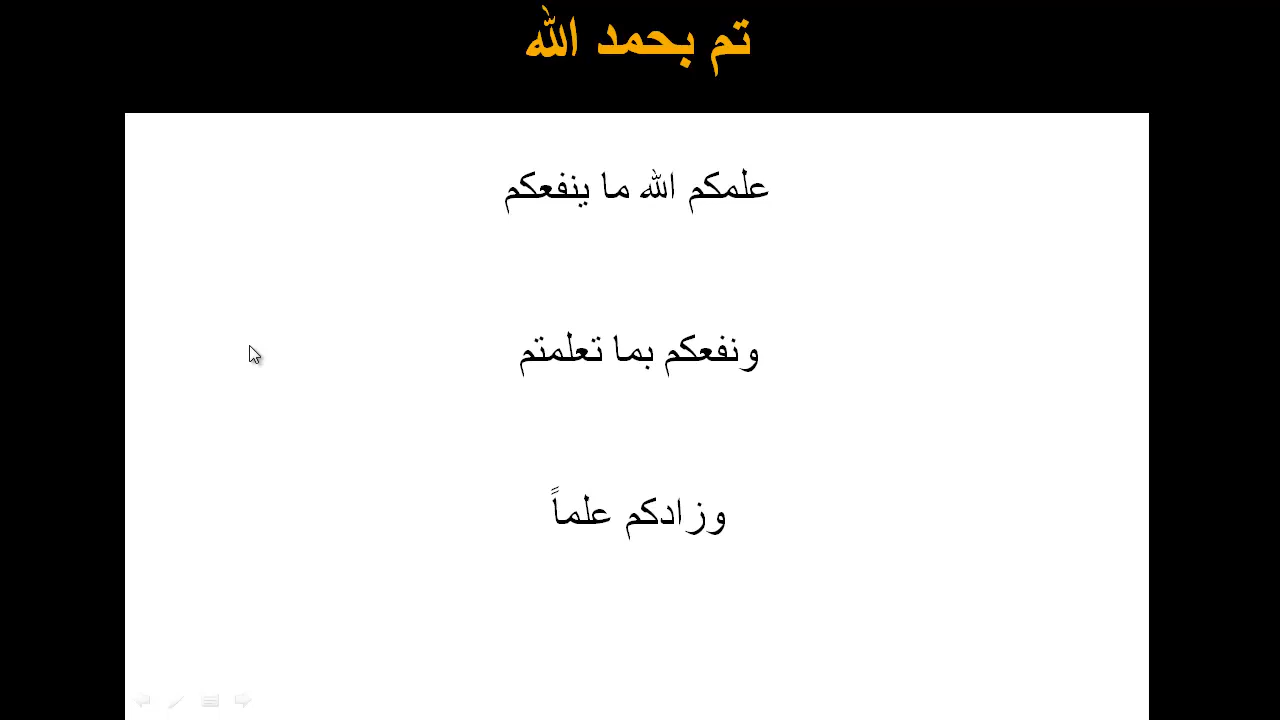 تم بحمد الله
علمكم الله ما ينفعكم
ونفعكم بما تعلمتم
وزادكم علماً